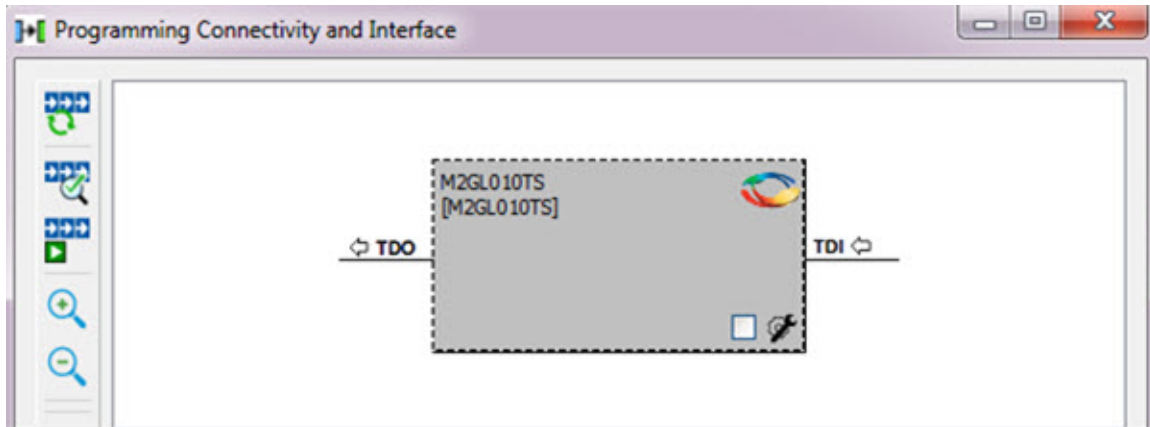 Programming Connectivity and Interface
M2GL010TS
[M2GL010TS]
TDO
TDI